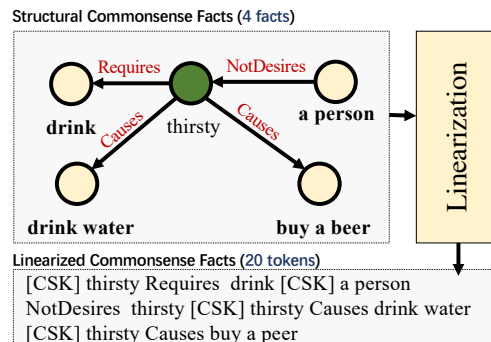 Structural Commonsense Facts (4 facts)
Requires
NotDesires
drink
thirsty
a person
Causes
Causes
drink water
buy a beer
Linearization
Linearized Commonsense Facts (20 tokens)
[CSK] thirsty Requires drink [CSK] a person
NotDesires thirsty [CSK] thirsty Causes drink water
[CSK] thirsty Causes buy a peer